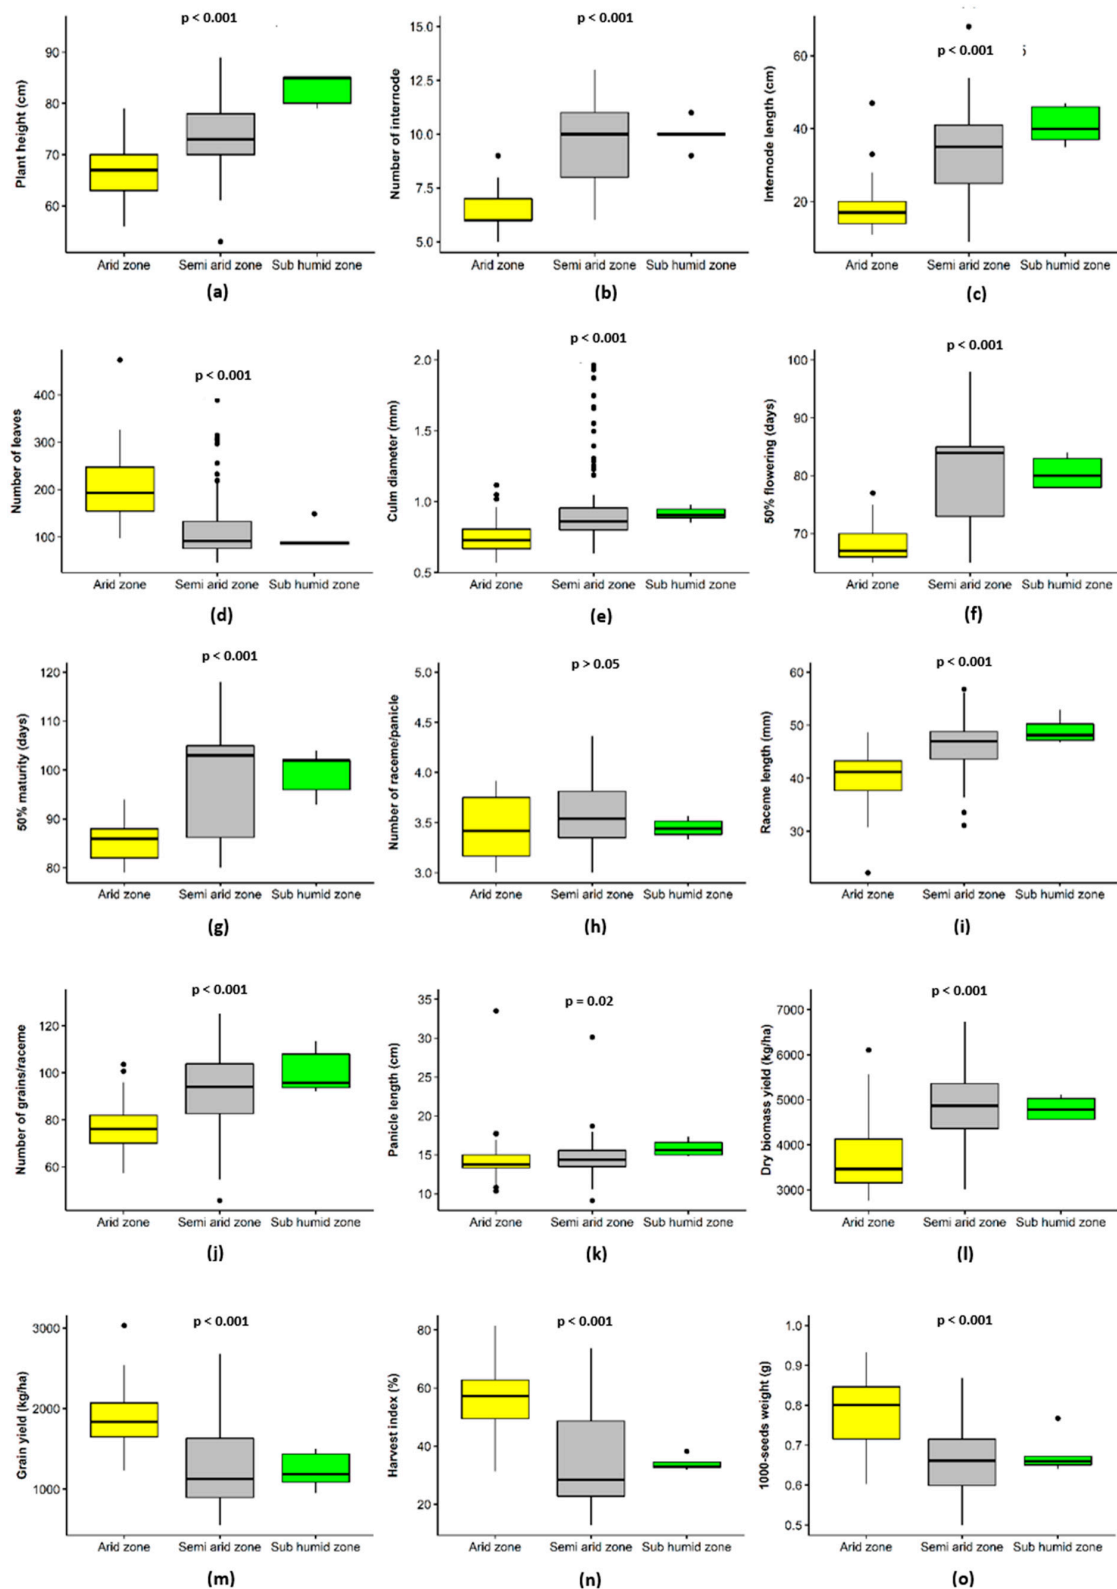 p < 0.001
Plant height (cm)
90
80
70
60
Arid zone Semi arid zone Sub humid zone
(a)
p < 0.001
Number of internode
15.0
12.5
10.0
7.5
5.0
Arid zone Semi arid zone Sub humid zone
(b)
p < 0.001
Internode length (cm)
60
40
20
Arid zone Semi arid zone Sub humid zone
(c)
p < 0.001
Number of leaves
400
300
200
100
Arid zone Semi arid zone Sub humid zone
(d)
p < 0.001
Culm diameter (mm)
2.0
1.5
1.0
0.5
Arid zone Semi arid zone Sub humid zone
(e)
p < 0.001
50% flowering (days)
100
90
80
70
Arid zone Semi arid zone Sub humid zone
(f)
p < 0.001
50% maturity (days)
120
110
100
90
80
Arid zone Semi arid zone Sub humid zone
(g)
p > 0.05
Number of raceme/panicle
5.0
4.5
4.0
3.5
3.0
Arid zone Semi arid zone Sub humid zone
(h)
p < 0.001
Raceme length (mm)
60
50
40
30
Arid zone Semi arid zone Sub humid zone
(i)
p < 0.001
Number of grains/raceme
120
100
80
60
Arid zone Semi arid zone Sub humid zone
(j)
p = 0.02
Panicle length (cm)
35
30
25
20
15
10
Arid zone Semi arid zone Sub humid zone
(k)
p < 0.001
Dry biomass yield (kg/ha)
7000
6000
5000
4000
3000
Arid zone Semi arid zone Sub humid zone
(l)
p < 0.001
Grain yield (kg/ha)
3000
2000
1000
Arid zone Semi arid zone Sub humid zone
(m)
p < 0.001
Harvest index (%)
80
60
40
20
Arid zone Semi arid zone Sub humid zone
(n)
p < 0.001
1000-seeds weight (g)
1.0
0.9
0.8
0.7
0.6
0.5
Arid zone Semi arid zone Sub humid zone
(o)